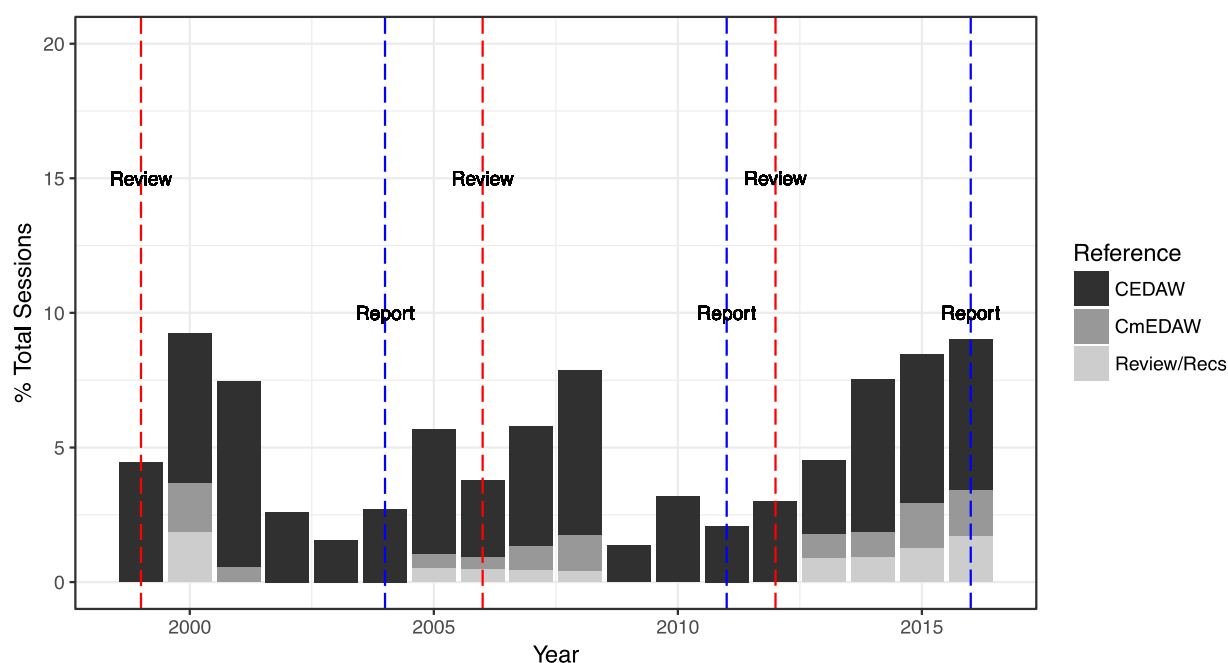 20
15
10
5
0
% Total Sessions
Review
Review
Review
Report
Report
Report
2000
2005
2010
2015
Year
Reference
CEDAW
CmEDAW
Review/Recs